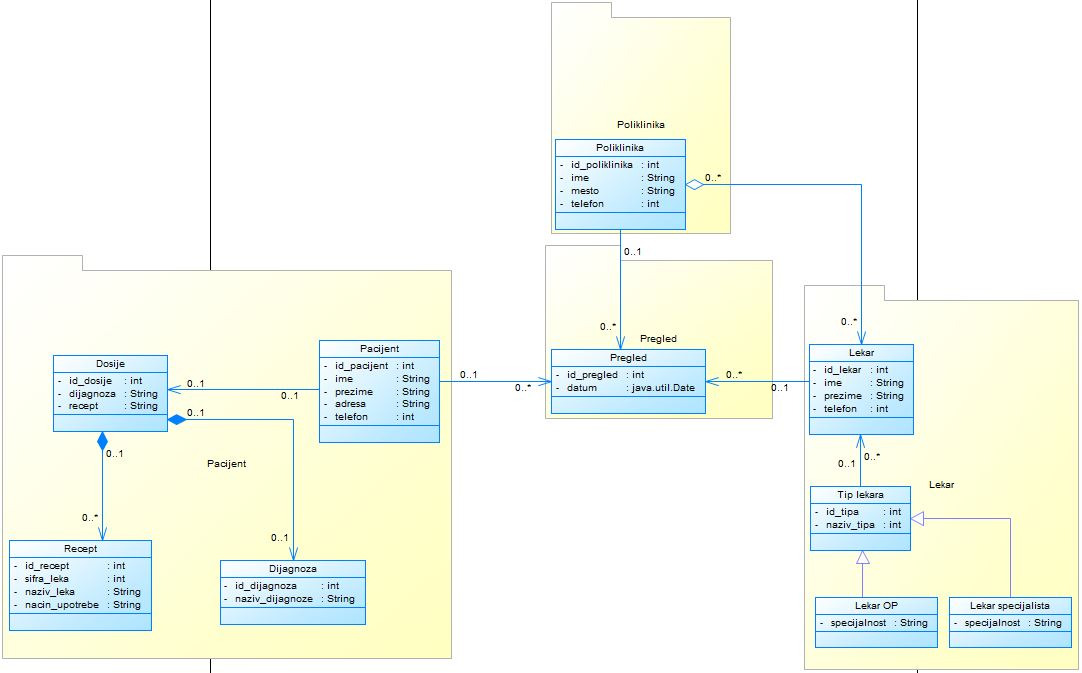 Poliklinika
Poliklinika
- id_poliklinika : int
- ime : String
- mesto : String
- telefon : int
0..*
0..1
0..*
0..*
Pregled
Pregled
- id_pregled : int
- datum : java.util.Date
Pacijent
- id_pacijent : int
- ime : String
- prezime : String
- adresa : String
- telefon : int
0..1
0..*
Dosije
- id_dosije : int
- dijagnoza : String
- recept : String
0..1
0..1
0..1
0..1
Pacijent
0..*
0..1
Recept
- id_recept : int
- sifra_leka : int
- naziv_leka : String
- nacin_upotrebe : String
Dijagnoza
- id_dijagnoza : int
- naziv_dijagnoze : String
Lekar
- id_lekar : int
- ime : String
- prezime : String
- telefon : int
0..*
0..1
0..*
0..1
Lekar
Tip lekara
- id_tipa : int
- naziv_tipa : int
Lekar OP
- specijalnost : String
Lekar specijalista
- specijalnost : String